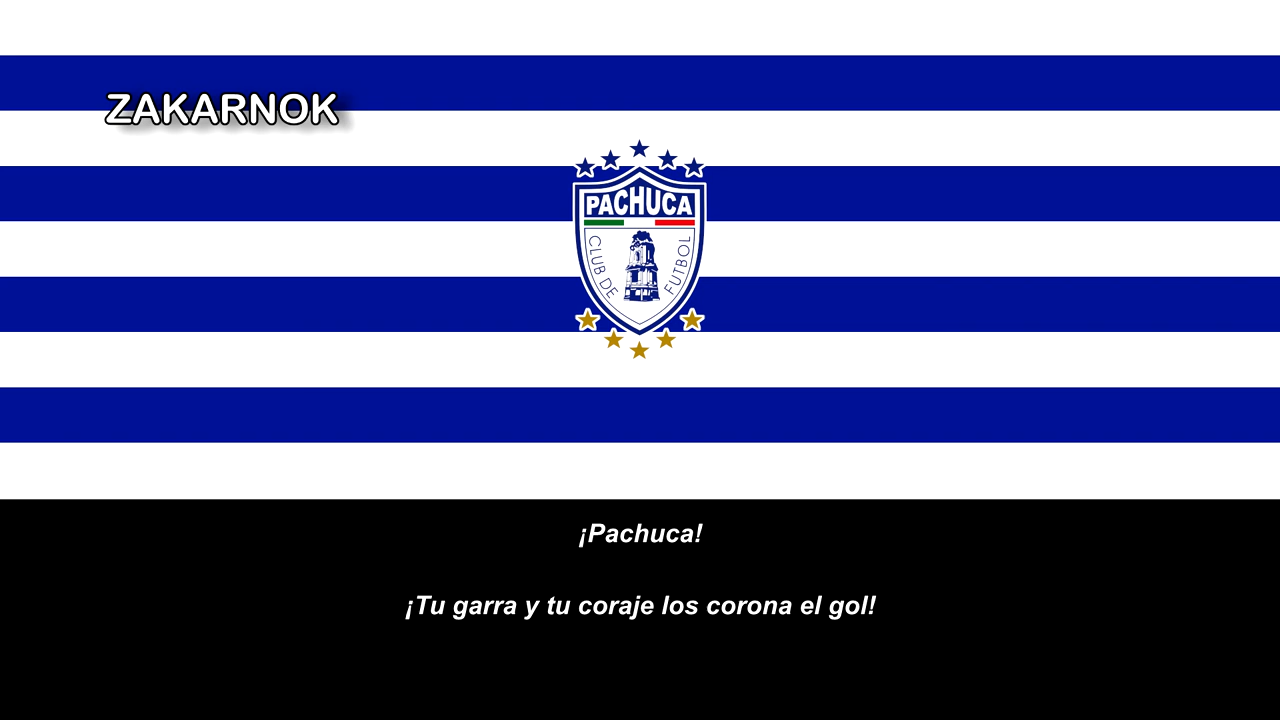 ZAKARNOK
PACHUCA
CLUB DE FUTBOL
¡Pachuca!
¡Tu garra y tu coraje los corona el gol!